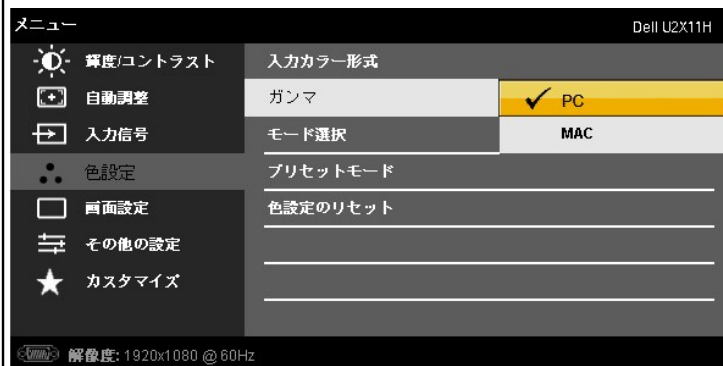 メニュー
Dell U2X11H
輝度/コントラスト
自動調整
入力信号
色設定
画面設定
その他の設定
カスタマイズ
入力カラー形式
ガンマ
モード選択
プリセットモード
色設定のリセット
PC
MAC
解像度: 1920x1080 @ 60Hz